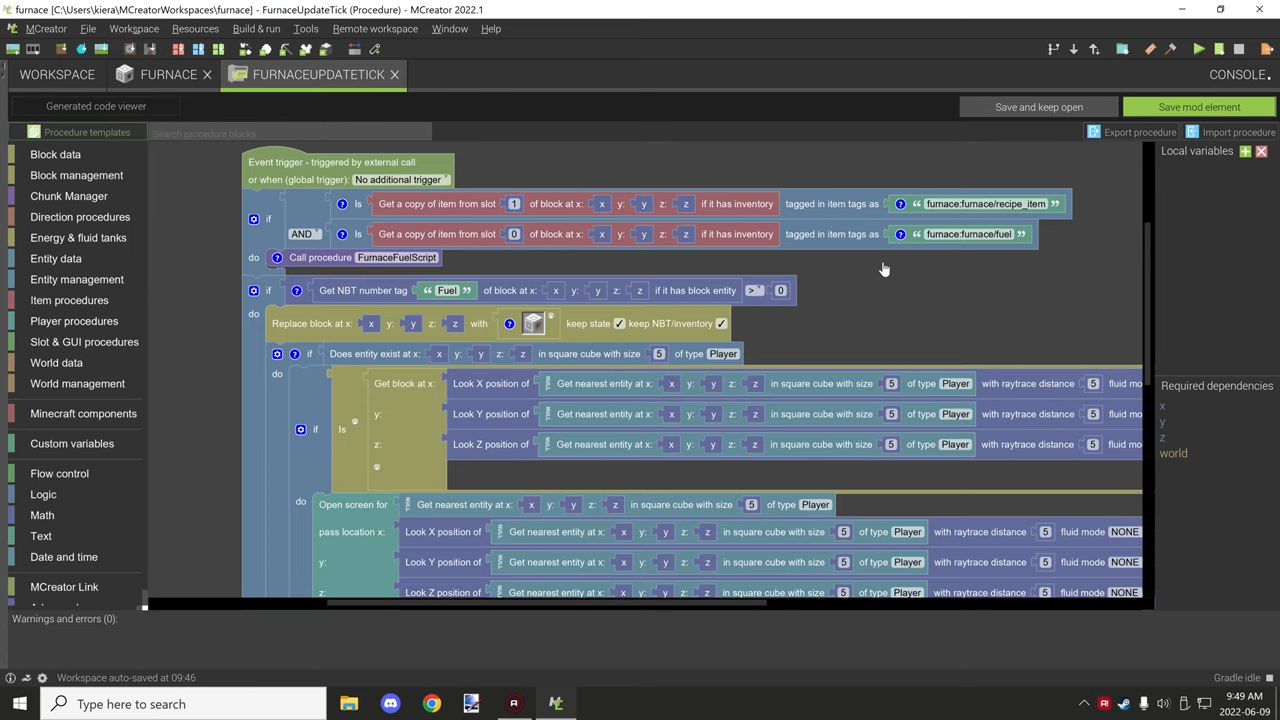 furnace [C:\Users\kiera\MCreatorWorkspaces\furnace] - FurnaceUpdateTick (Procedure) - MCreator 2022.1
MCreator File Workspace Resources Build & run Tools Remote workspace Window Help
WORKSPACE FURNACE FURNACEUPDATETICK CONSOLE
Generated code viewer Save and keep open Save mod element
Procedure templates Search procedure blocks Export procedure Import procedure
Block data
Block management
Chunk Manager
Direction procedures
Energy & fluid tanks
Entity data
Entity management
Item procedures
Player procedures
Slot & GUI procedures
World data
World management
Minecraft components
Custom variables
Flow control
Logic
Math
Text
Date and time
MCreator Link
Event trigger - triggered by external call
or when (global trigger): No additional trigger
if ? Is Get a copy of item from slot 1 of block at x: x y: y z: z if it has inventory tagged in item tags as ? “ furnace:furnace/recipe_item ”
AND ? Is Get a copy of item from slot 0 of block at x: x y: y z: z if it has inventory tagged in item tags as ? “ furnace:furnace/fuel ”
do ? Call procedure FurnaceFuelScript
if ? Get NBT number tag “ Fuel ” of block at x: x y: y z: z if it has block entity > 0
do Replace block at x: x y: y z: z with ? keep state ✓ keep NBT/inventory ✓
? if Does entity exist at x: x y: y z: z in square cube with size 5 of type Player
do if Is Get block at x: Look X position of NULL Get nearest entity at x: x y: y z: z in square cube with size 5 of type Player with raytrace distance 5 fluid m
y: Look Y position of NULL Get nearest entity at x: x y: y z: z in square cube with size 5 of type Player with raytrace distance 5 fluid m
z: Look Z position of NULL Get nearest entity at x: x y: y z: z in square cube with size 5 of type Player with raytrace distance 5 fluid m
do Open screen for NULL Get nearest entity at x: x y: y z: z in square cube with size 5 of type Player
pass location x: Look X position of NULL Get nearest entity at x: x y: y z: z in square cube with size 5 of type Player with raytrace distance 5 fluid mode NONE
y: Look Y position of NULL Get nearest entity at x: x y: y z: z in square cube with size 5 of type Player with raytrace distance 5 fluid mode NONE
z: Look Z position of NULL Get nearest entity at x: x y: y z: z in square cube with size 5 of type Player with raytrace distance 5 fluid mode NONE
Local variables
Required dependencies
x
y
z
world
Warnings and errors (0):
Workspace auto-saved at 09:46 Gradle idle
Type here to search
9:49 AM
2022-06-09